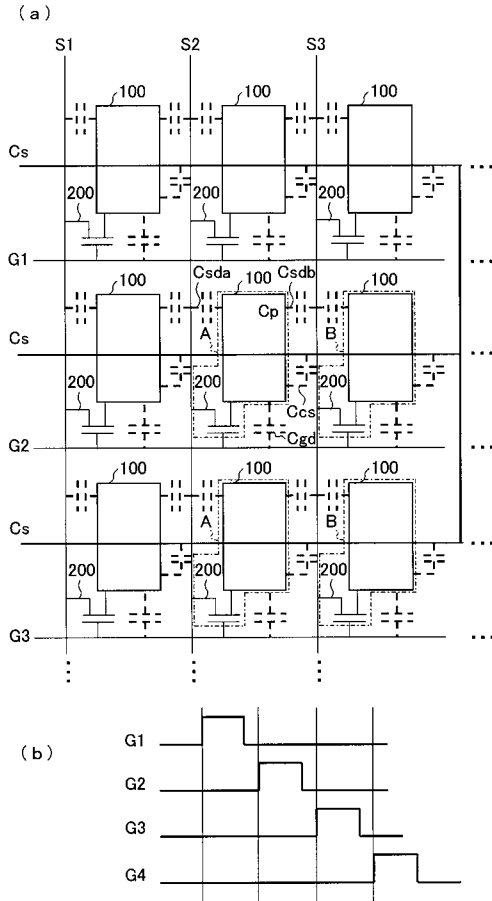 (a)
S1 S2 S3
100 100 100
Cs ...
200 200 200
G1 ...
Csda 100 Csdb 100
100 Cp
A B
Cs ...
200 200 200 Ccs
Cgd
G2 ...
100 100 100
A B
Cs ...
200 200 200
G3 ...
(b)
G1
G2
G3
G4